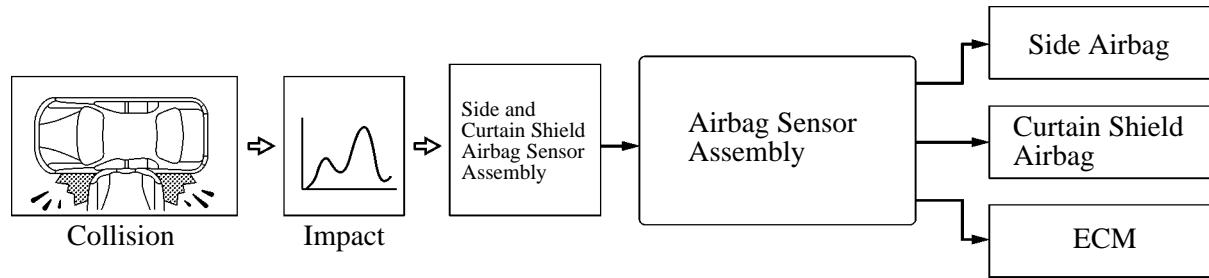 Collision
Impact
Side and
Curtain Shield
Airbag Sensor
Assembly
Airbag Sensor
Assembly
Side Airbag
Curtain Shield
Airbag
ECM